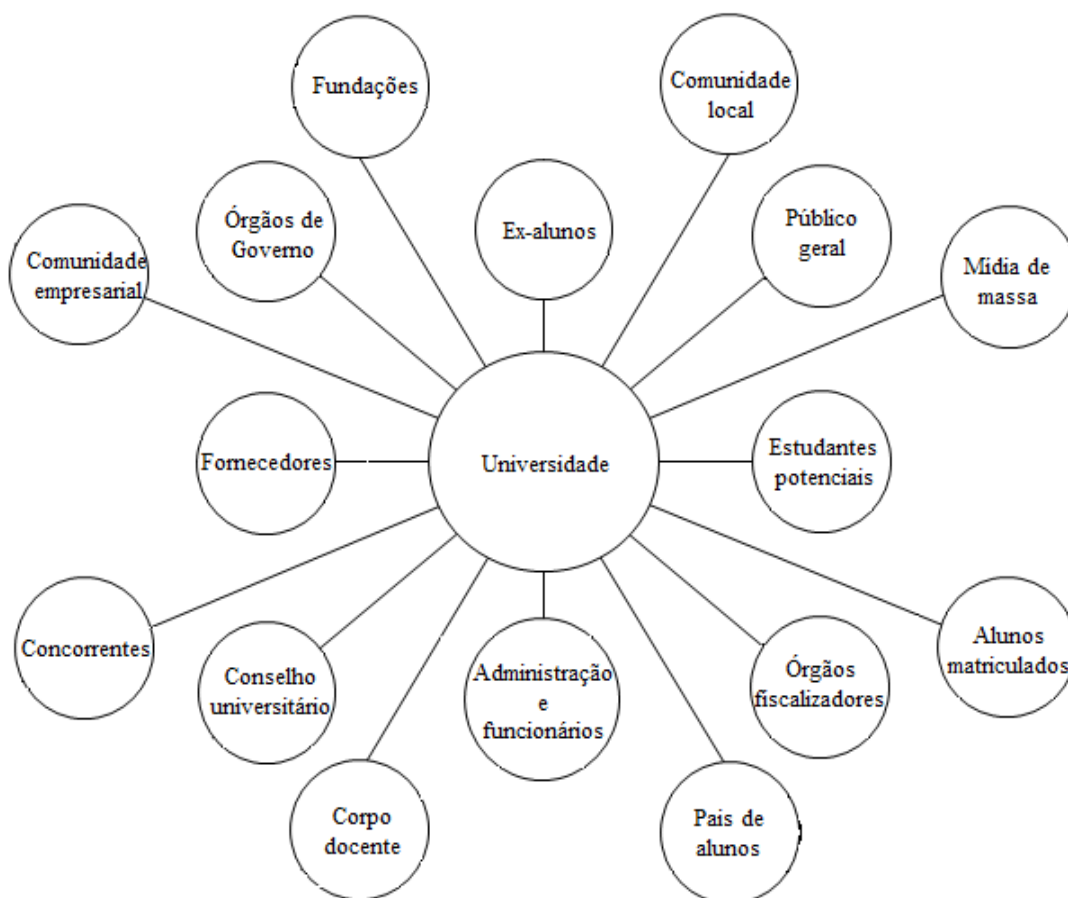 Fundações
Comunidade
local
Órgãos de
Governo
Ex-alunos
Público
geral
Comunidade
empresarial
Mídia de
massa
Fornecedores
Universidade
Estudantes
potenciais
Concorrentes
Conselho
universitário
Administração
e
funcionários
Órgãos
fiscalizadores
Alunos
matriculados
Corpo
docente
Pais de
alunos